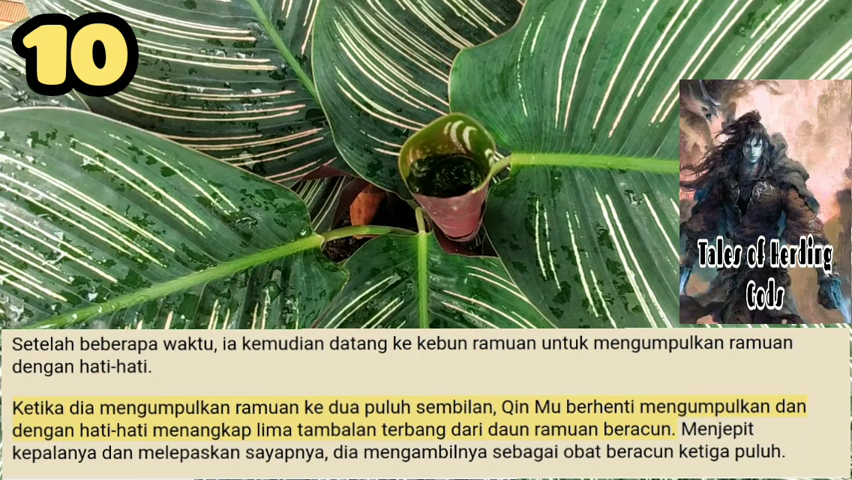 10
Tales of Herding
Gods
Setelah beberapa waktu, ia kemudian datang ke kebun ramuan untuk mengumpulkan ramuan
dengan hati-hati.
Ketika dia mengumpulkan ramuan ke dua puluh sembilan, Qin Mu berhenti mengumpulkan dan
dengan hati-hati menangkap lima tambalan terbang dari daun ramuan beracun. Menjepit
kepalanya dan melepaskan sayapnya, dia mengambilnya sebagai obat beracun ketiga puluh.